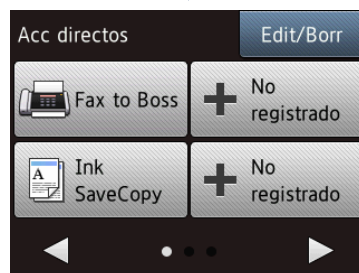 Acc directos
Edit/Borr
Fax to Boss
No
registrado
Ink
SaveCopy
No
registrado